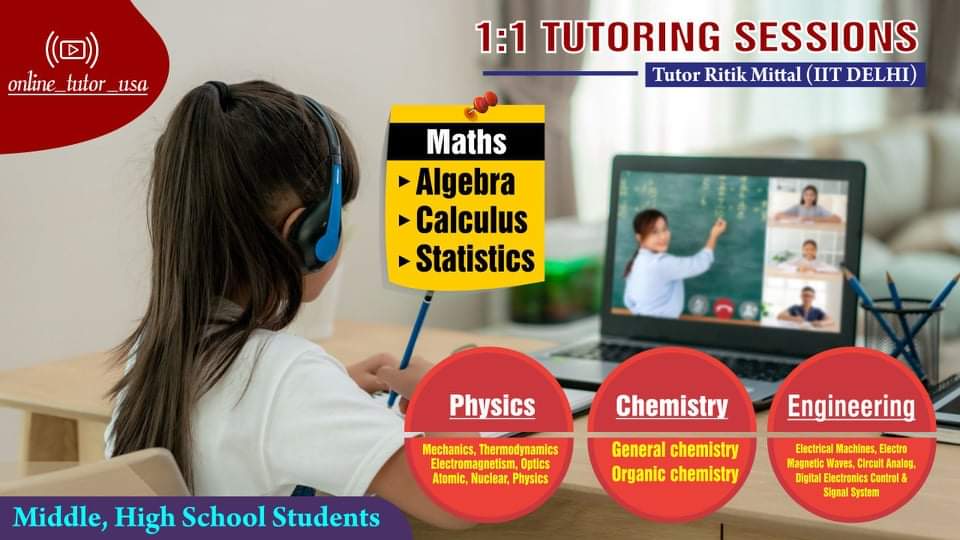 online_tutor_usa
1:1 TUTORING SESSIONS
Tutor Ritik Mittal (IIT DELHI)
Maths
Algebra
Calculus
Statistics
Physics
Mechanics, Thermodynamics
Electromagnetism, Optics
Atomic, Nuclear, Physics
Chemistry
General chemistry
Organic chemistry
Engineering
Electrical Machines, Electro
Magnetic Waves, Circuit Analog,
Digital Electronics Control &
Signal System
Middle, High School Students